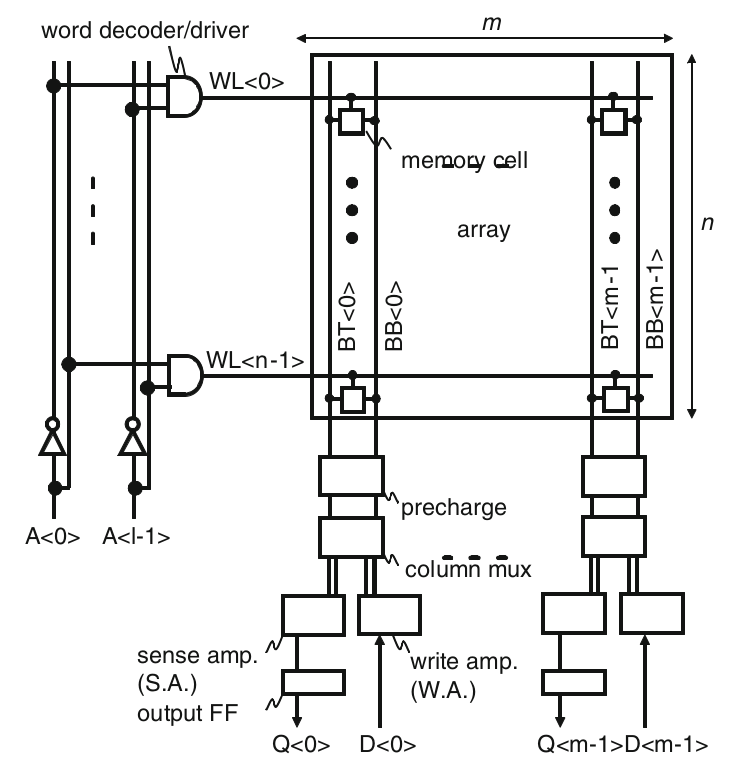 word decoder/driver
m
WL<0>
memory cell
array
n
BT<0>
BB<0>
BT<m-1
BB<m-1>
WL<n-1>
precharge
A<0>
A<l-1>
column mux
sense amp.
(S.A.)
write amp.
(W.A.)
output FF
Q<0>
D<0>
Q<m-1>
D<m-1>